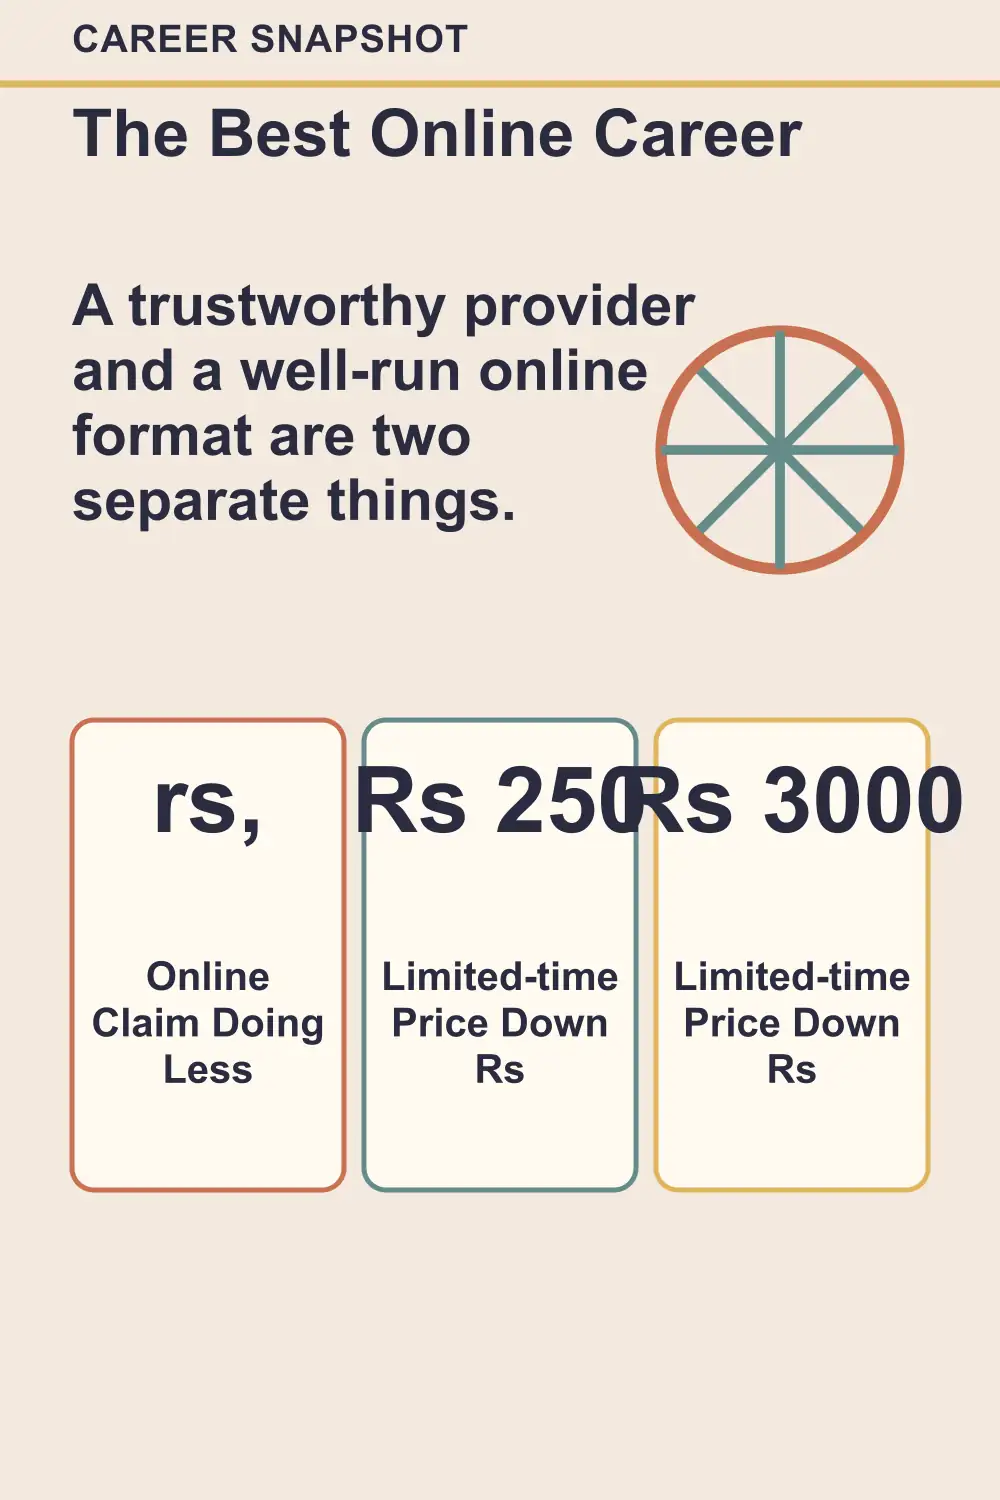 CAREER SNAPSHOT
The Best Online Career
A trustworthy provider
and a well-run online
format are two
separate things.
rs,
Rs 250
Rs 3000
Online
Claim Doing
Less
Limited-time
Price Down
Rs
Limited-time
Price Down
Rs